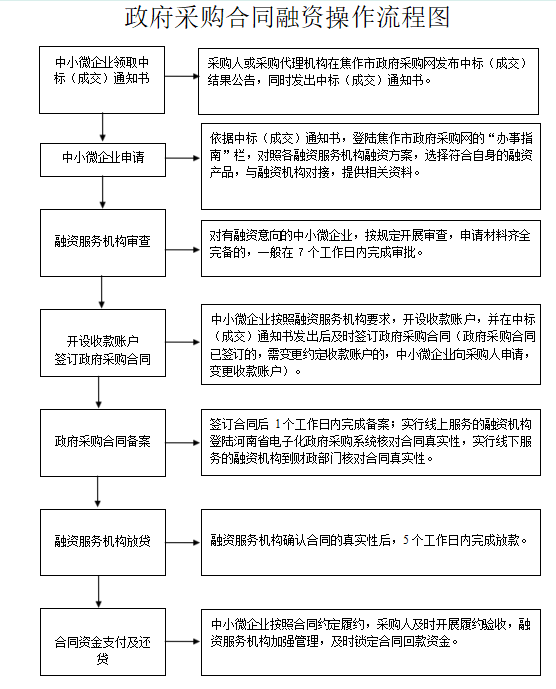 政府采购合同融资操作流程图
中小微企业领取中
标（成交）通知书
采购人或采购代理机构在焦作市政府采购网发布中标（成交）
结果公告，同时发出中标（成交）通知书。
中小微企业申请
依据中标（成交）通知书，登陆焦作市政府采购网的“办事指
南”栏，对照各融资服务机构融资方案，选择符合自身的融资
产品，与融资机构对接，提供相关资料。
融资服务机构审查
对有融资意向的中小微企业，按规定开展审查，申请材料齐全
完备的，一般在 7 个工作日内完成审批。
开设收款账户
签订政府采购合同
中小微企业按照融资服务机构要求，开设收款账户，并在中标
（成交）通知书发出后及时签订政府采购合同（政府采购合同
已签订的，需变更约定收款账户的，中小微企业向采购人申请，
变更收款账户）。
政府采购合同备案
签订合同后 1 个工作日内完成备案；实行线上服务的融资机构
登陆河南省电子化政府采购系统核对合同真实性，实行线下服
务的融资机构到财政部门核对合同真实性。
融资服务机构放贷
融资服务机构确认合同的真实性后，5 个工作日内完成放款。
合同资金支付及还
贷
中小微企业按照合同约定履约，采购人及时开展履约验收，融
资服务机构加强管理，及时锁定合同回款资金。